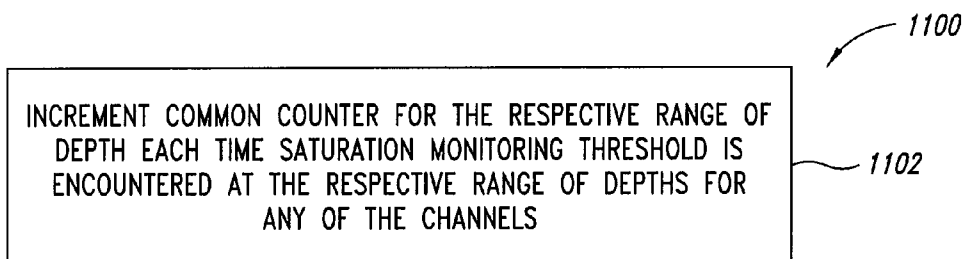 1100
INCREMENT COMMON COUNTER FOR THE RESPECTIVE RANGE OF
DEPTH EACH TIME SATURATION MONITORING THRESHOLD IS
ENCOUNTERED AT THE RESPECTIVE RANGE OF DEPTHS FOR
ANY OF THE CHANNELS
1102